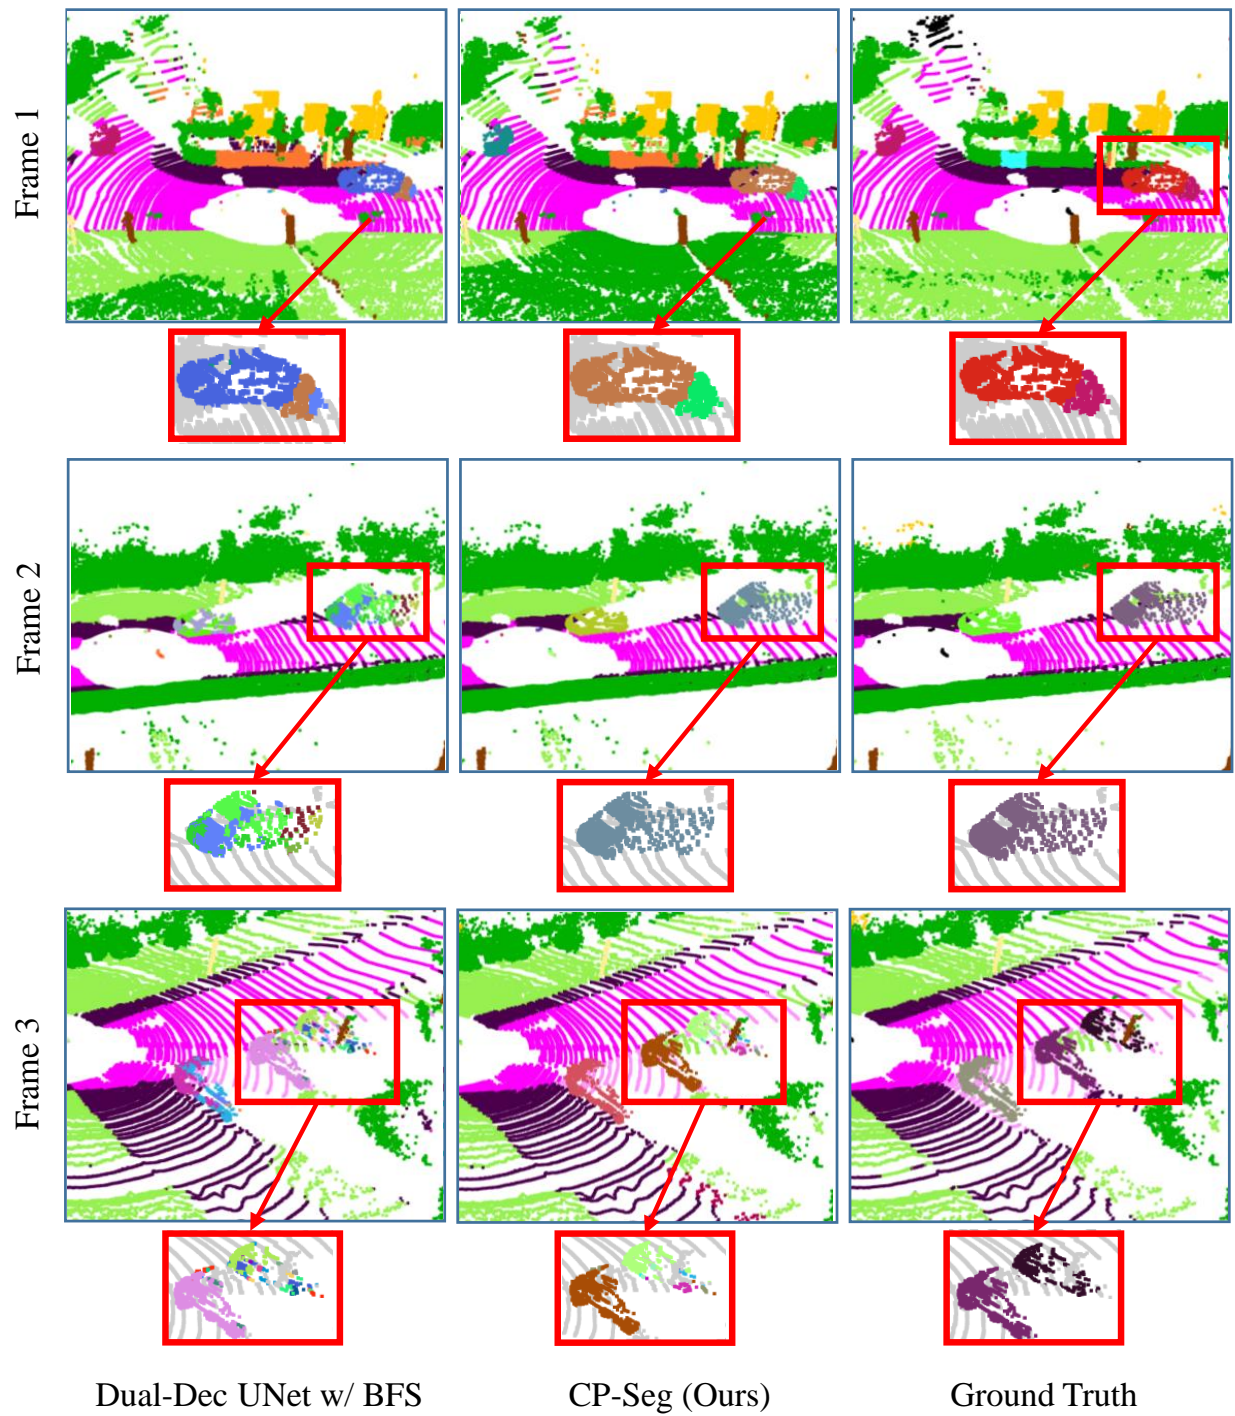 Frame 1
Frame 2
Frame 3
Dual-Dec UNet w/ BFS
CP-Seg (Ours)
Ground Truth